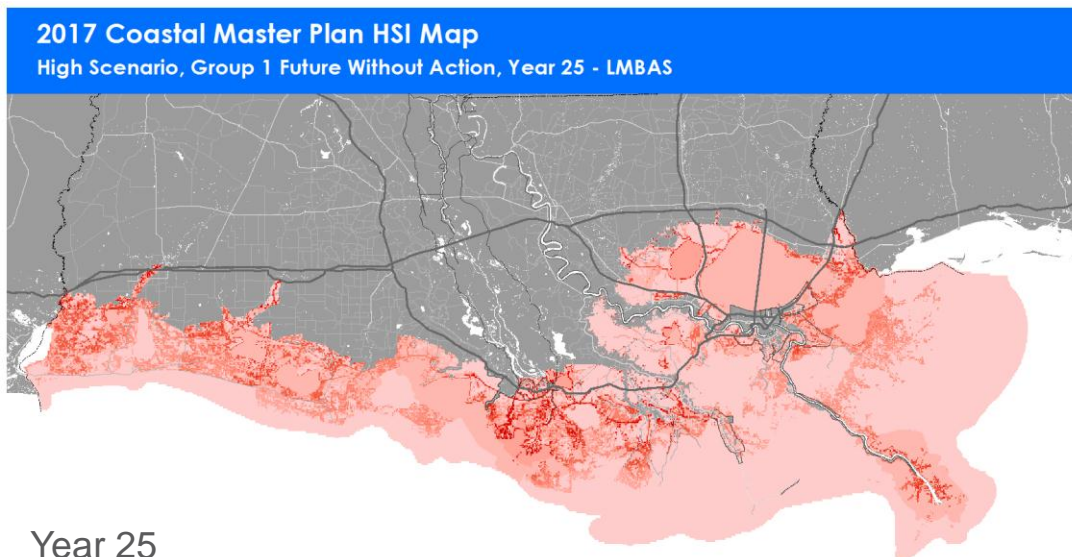 2017 Coastal Master Plan HSI Map
High Scenario, Group 1 Future Without Action, Year 25 - LMBAS
Year 25